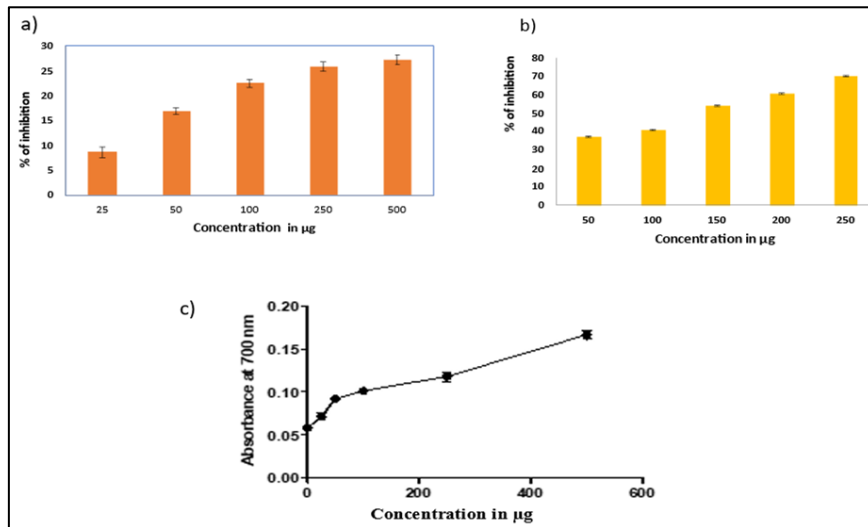 a)
30
25
20
15
10
5
0
% of inhibition
25 50 100 250 500
Concentration in µg
b)
80
70
60
50
40
30
20
10
0
% of inhibition
50 100 150 200 250
Concentration in µg
c)
0.20
0.15
0.10
0.05
0.00
Absorbance at 700 nm
0 200 400 600
Concentration in µg